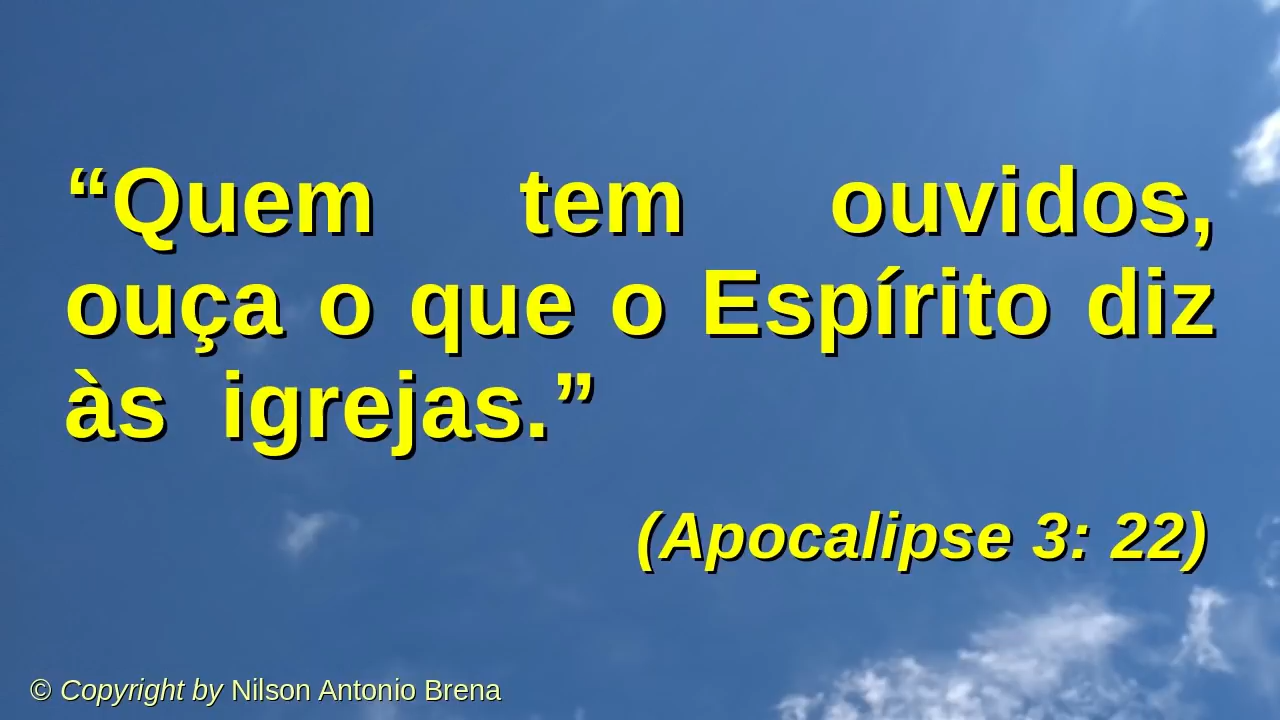 “Quem tem ouvidos,
ouça o que o Espírito diz
às igrejas.”
(Apocalipse 3: 22)
© Copyright by Nilson Antonio Brena